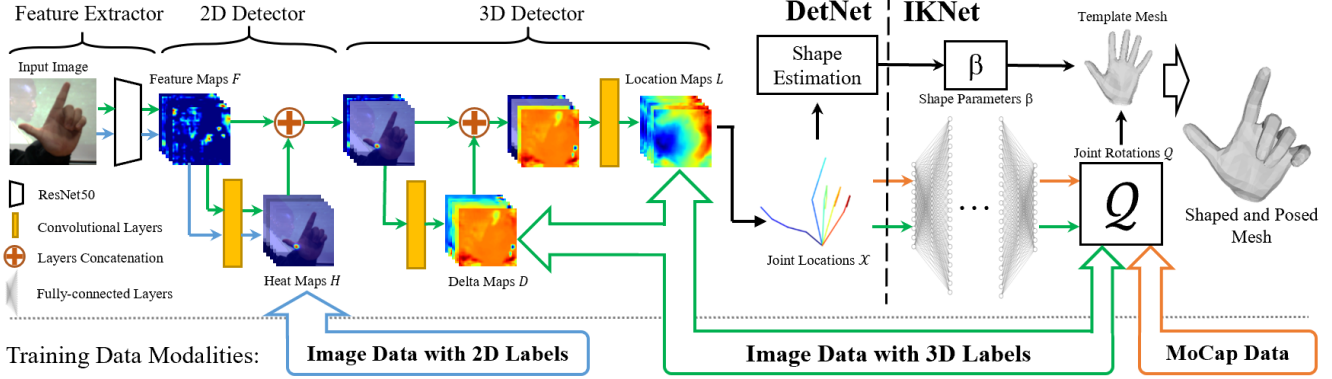 Feature Extractor
2D Detector
3D Detector
DetNet
IKNet
Input Image
Feature Maps F
Location Maps L
Shape
Estimation
β
Shape Parameters β
Template Mesh
ResNet50
Convolutional Layers
Layers Concatenation
Fully-connected Layers
Heat Maps H
Delta Maps D
Joint Locations 𝒳
...
Joint Rotations Q
Q
Shaped and Posed
Mesh
Training Data Modalities:
Image Data with 2D Labels
Image Data with 3D Labels
MoCap Data